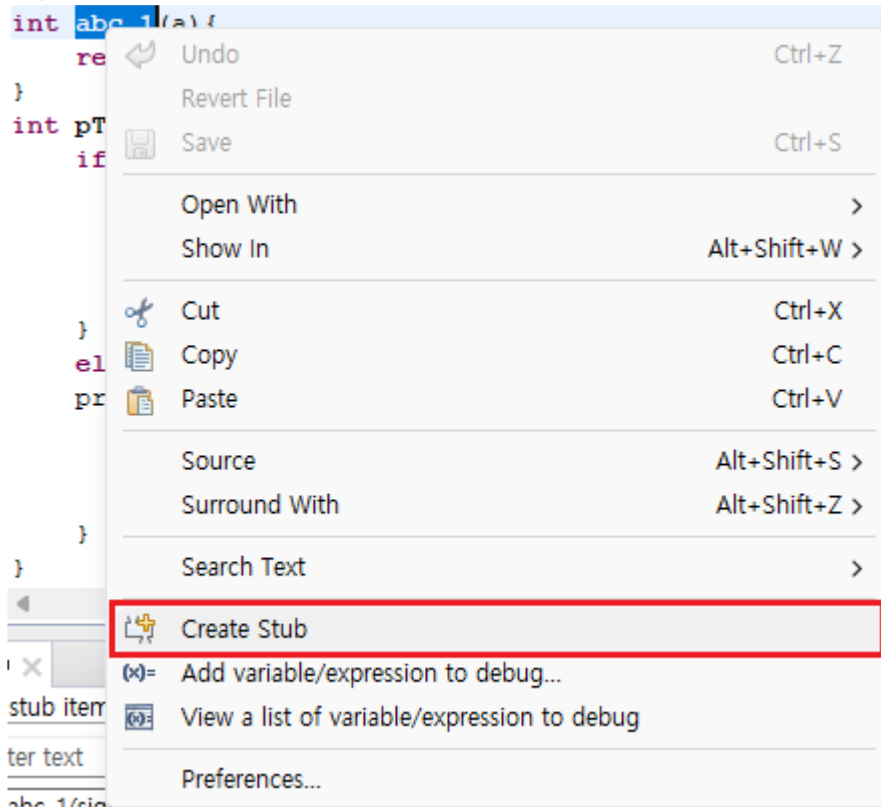 int abc_1(a){
re
}
int pT
if
}
el
pr
}
}
Undo Ctrl+Z
Revert File
Save Ctrl+S
Open With
Show In Alt+Shift+W
Cut Ctrl+X
Copy Ctrl+C
Paste Ctrl+V
Source Alt+Shift+S
Surround With Alt+Shift+Z
Search Text
Create Stub
(x)= Add variable/expression to debug...
(x)= View a list of variable/expression to debug
Preferences...
stub item
ter text